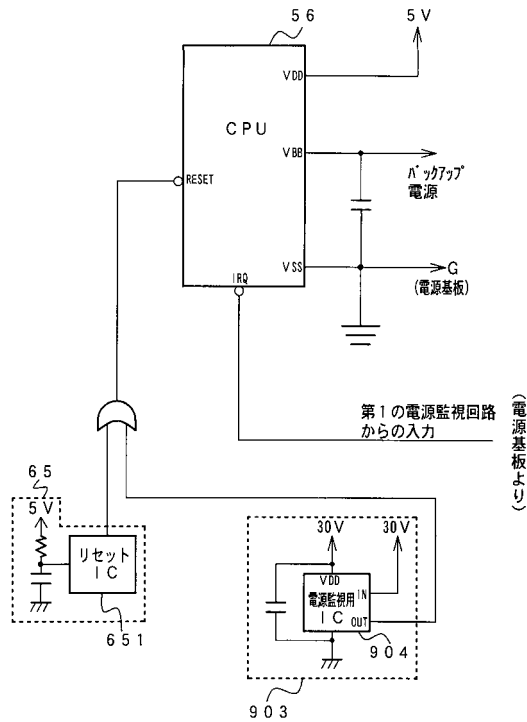 56
5V
VDD
CPU
VBB
バックアップ
電源
RESET
VSS
G
(電源基板)
IRQ
第1の電源監視回路
からの入力
(電源基板より)
65
5V
リセット
IC
651
30V
30V
VDD
電源監視用
IC
IN
OUT
904
903